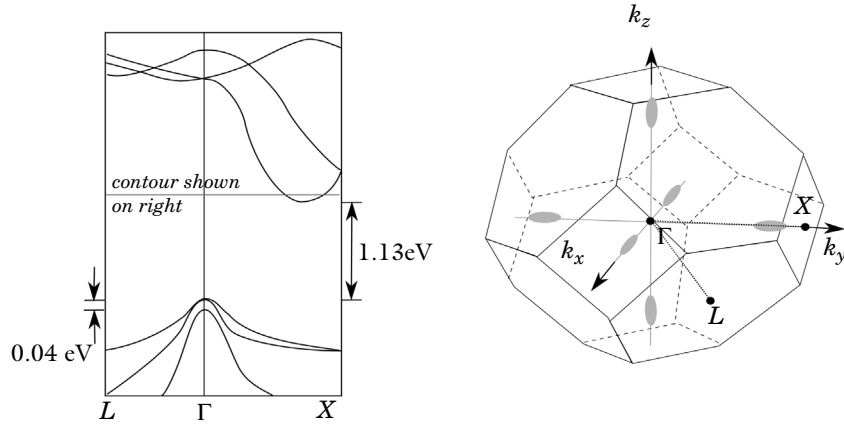 contour shown
on right
1.13eV
0.04 eV
L
Γ
X
k_z
X
Γ
k_x
k_y
L